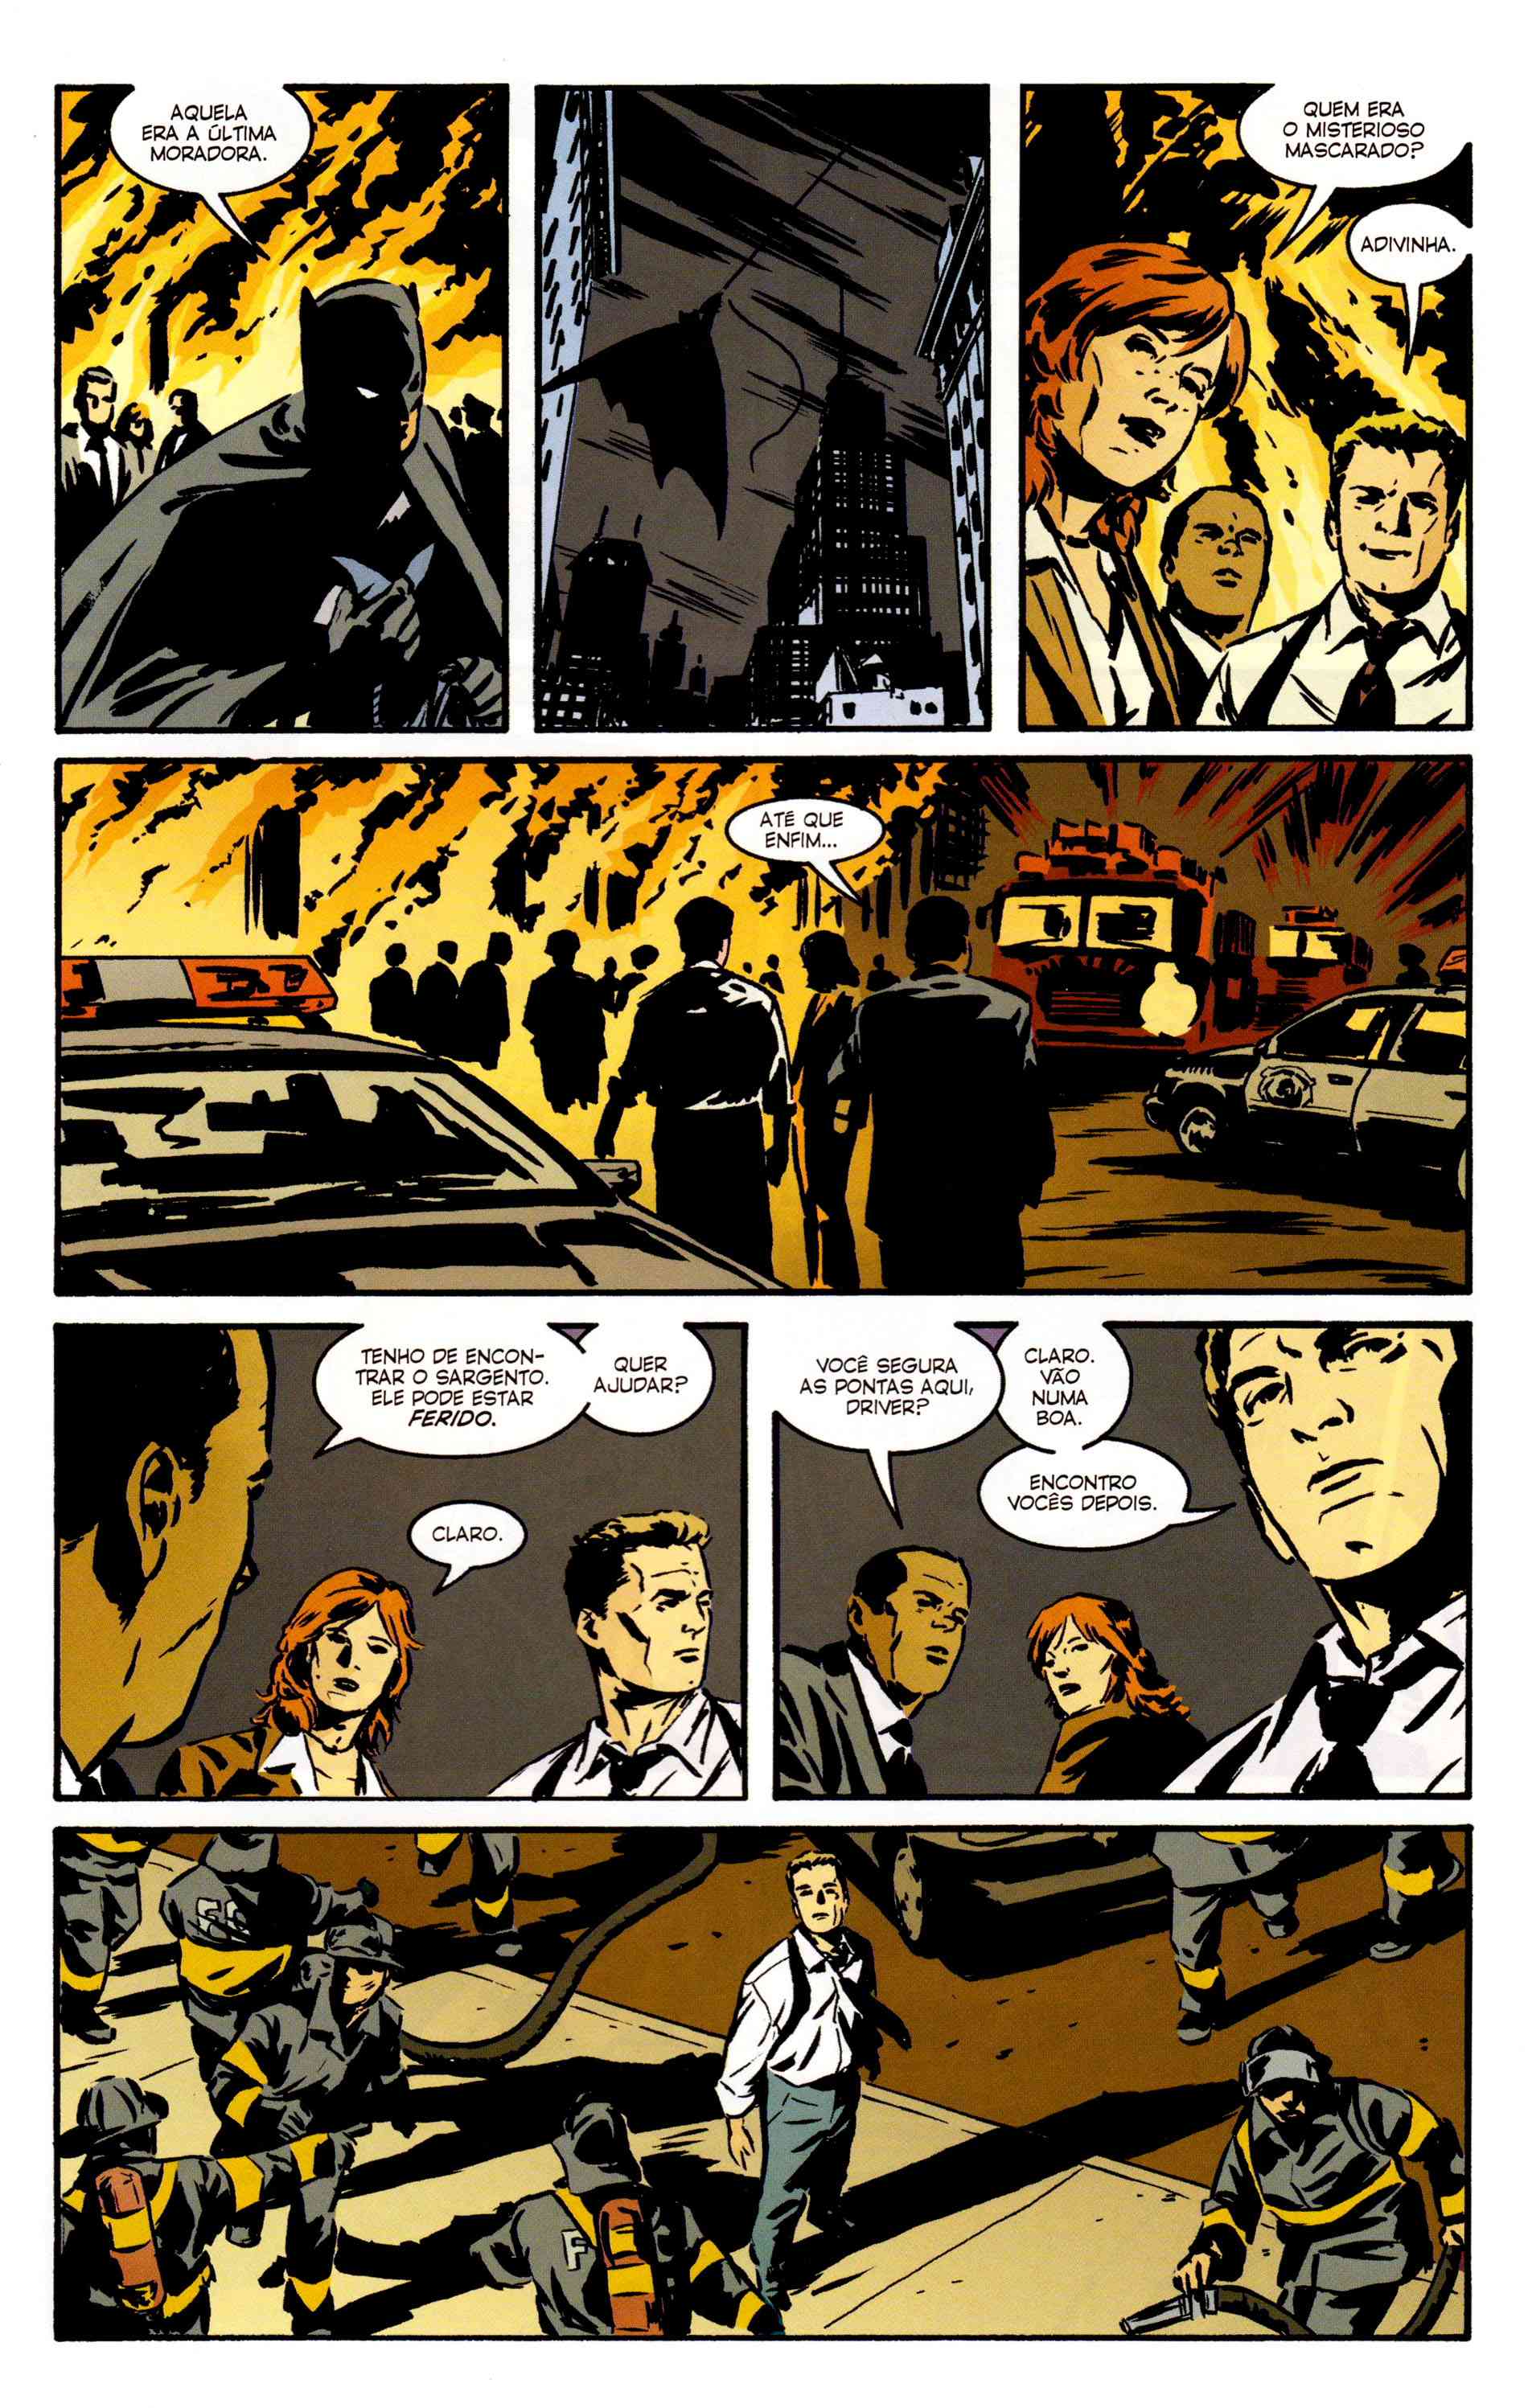 AQUELA
ERA A ÚLTIMA
MORADORA.
QUEM ERA
O MISTERIOSO
MASCARADO?
ADIVINHA.
ATÉ QUE
ENFIM...
TENHO DE ENCON-
TRAR O SARGENTO.
ELE PODE ESTAR
FERIDO.
QUER
AJUDAR?
CLARO.
VOCÊ SEGURA
AS PONTAS AQUI,
DRIVER?
CLARO.
VÃO
NUMA
BOA.
ENCONTRO
VOCÊS DEPOIS.
F